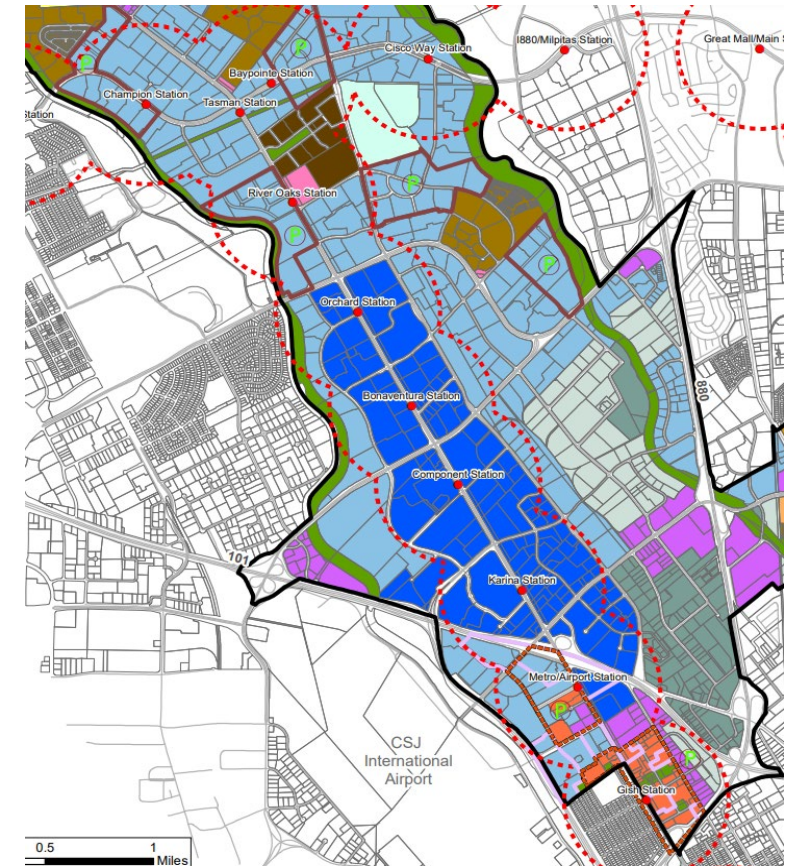 I880/Milpitas Station
Great Mall/Main S
Cisco Way Station
P
Baypointe Station
P
Champion Station
Tasman Station
tation
P
River Oaks Station
P
P
Orchard Station
880
Bonaventura Station
Component Station
101
Karina Station
Metro/Airport Station
P
CSJ
International
Airport
P
Gish Station
0.5 1
Miles